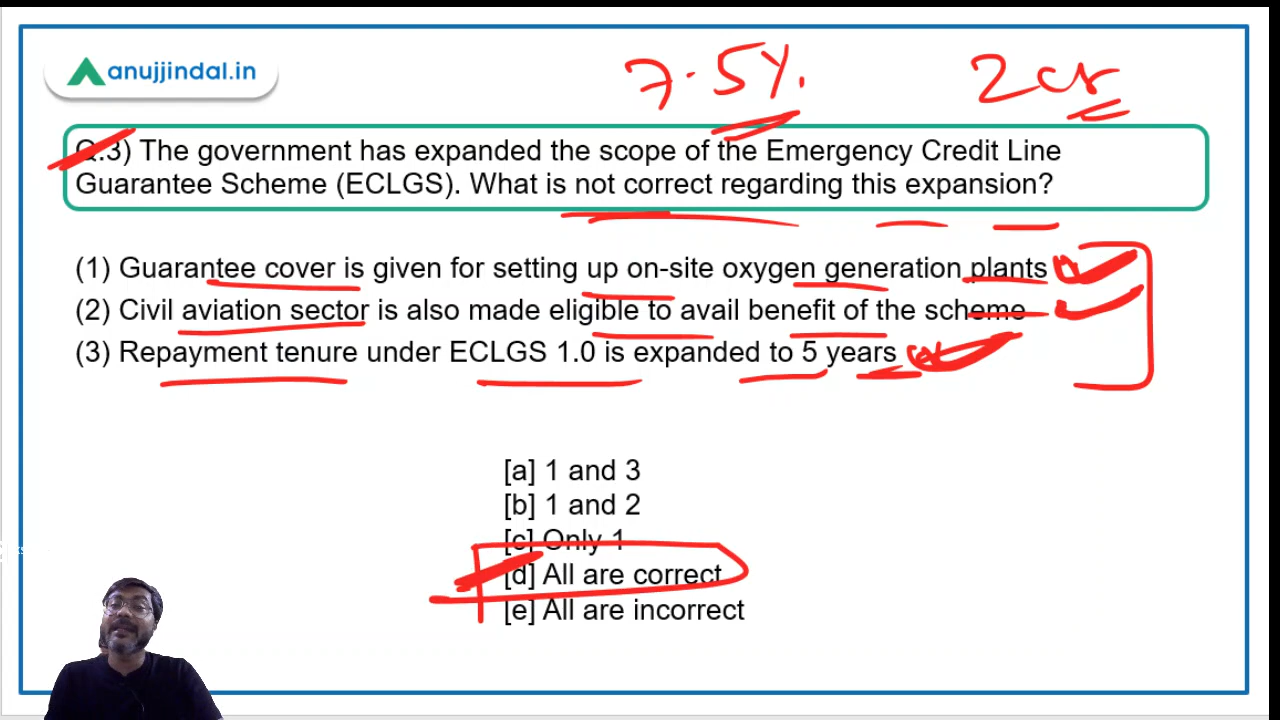 anujjindal.in
7.5%.
2cr
Q.3) The government has expanded the scope of the Emergency Credit Line
Guarantee Scheme (ECLGS). What is not correct regarding this expansion?
(1) Guarantee cover is given for setting up on-site oxygen generation plants
(2) Civil aviation sector is also made eligible to avail benefit of the scheme
(3) Repayment tenure under ECLGS 1.0 is expanded to 5 years
[a] 1 and 3
[b] 1 and 2
[c] Only 1
[d] All are correct
[e] All are incorrect